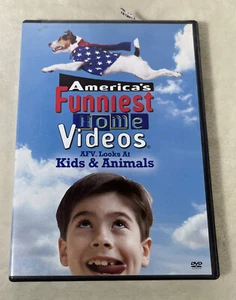 America's
Funniest
Home
Videos
AFV Looks At
Kids & Animals
DVD